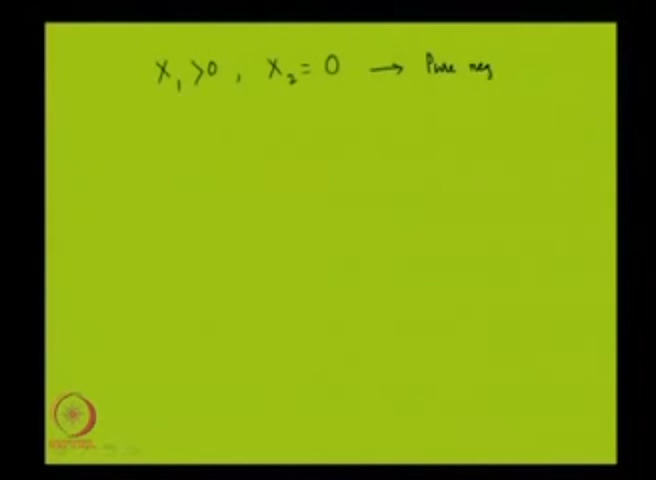 X₁ > 0 , X₂ = 0 → Pure neg